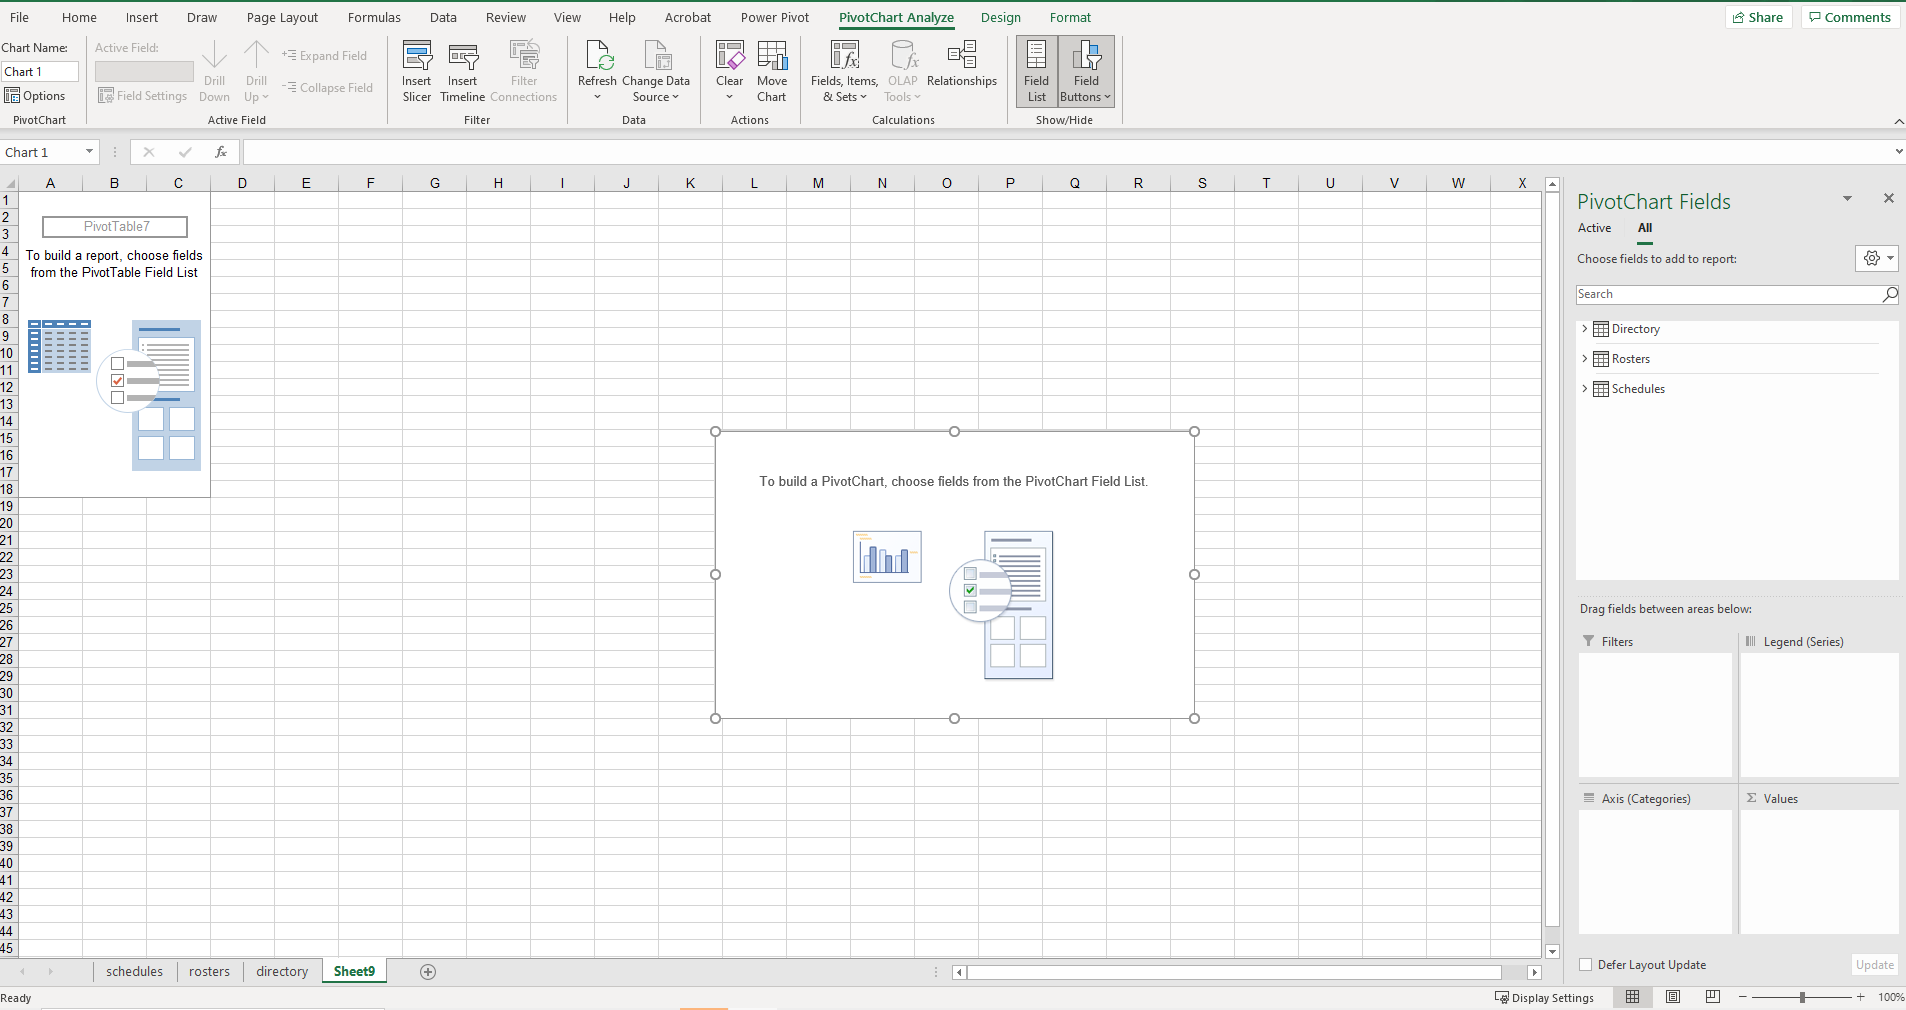 File Home Insert Draw Page Layout Formulas Data Review View Help Acrobat Power Pivot PivotChart Analyze Design Format Share Comments
Chart Name:
Chart 1
Options
PivotChart
Active Field:
Field Settings
Drill Down
Drill Up
Expand Field
Collapse Field
Active Field
Insert Slicer
Insert Timeline
Filter Connections
Filter
Refresh
Change Data Source
Data
Clear
Move Chart
Actions
Fields, Items, & Sets
OLAP Tools
Relationships
Calculations
Field List
Field Buttons
Show/Hide
Chart 1
fx
A B C D E F G H I J K L M N O P Q R S T U V W X
1
2
3
4
5
6
7
8
9
10
11
12
13
14
15
16
17
18
19
20
21
22
23
24
25
26
27
28
29
30
31
32
33
34
35
36
37
38
39
40
41
42
43
44
45
PivotTable7
To build a report, choose fields
from the PivotTable Field List
To build a PivotChart, choose fields from the PivotChart Field List.
PivotChart Fields
Active All
Choose fields to add to report:
Search
Directory
Rosters
Schedules
Drag fields between areas below:
Filters
Legend (Series)
Axis (Categories)
Σ Values
Defer Layout Update
Update
schedules rosters directory Sheet9
Ready
Display Settings
100%